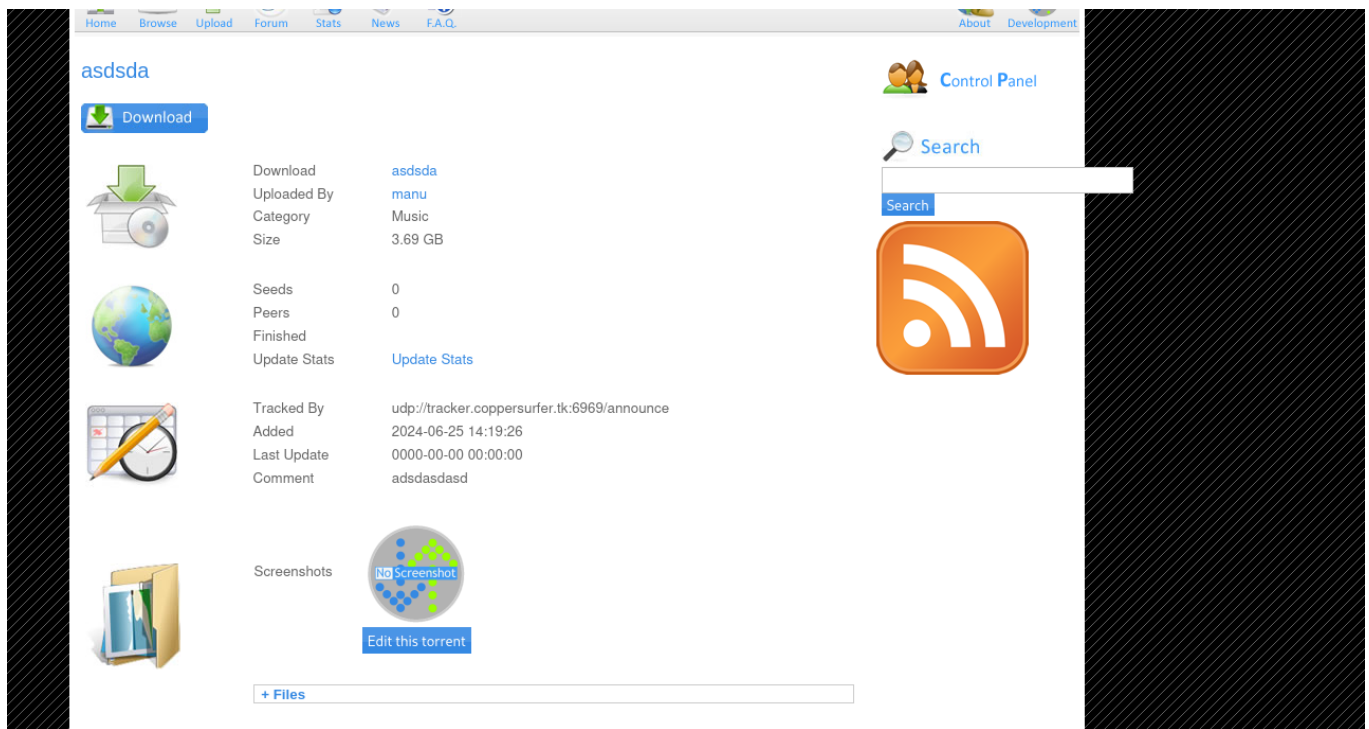 Home Browse Upload Forum Stats News F.A.Q. About Development
asdsda
Download
Control Panel
Search
Search
Download asdsda
Uploaded By manu
Category Music
Size 3.69 GB
Seeds 0
Peers 0
Finished
Update Stats Update Stats
Tracked By udp://tracker.coppersurfer.tk:6969/announce
Added 2024-06-25 14:19:26
Last Update 0000-00-00 00:00:00
Comment adsdasdasd
Screenshots
No Screenshot
Edit this torrent
+ Files